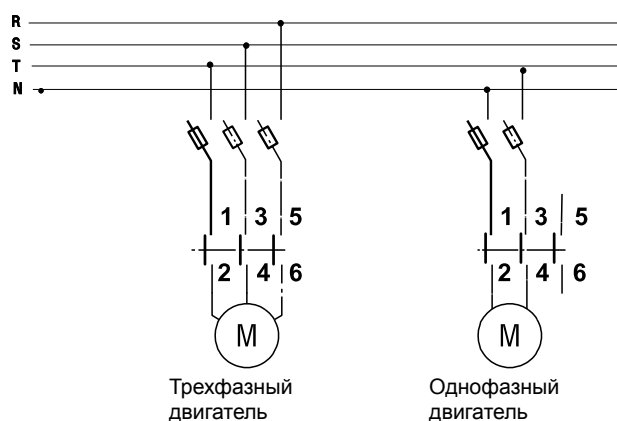 R
S
T
N
1 3 5
2 4 6
M
Трехфазный
двигатель
1 3 5
2 4 6
M
Однофазный
двигатель